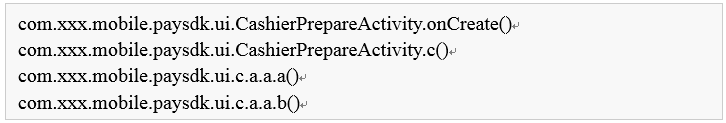 com.xxx.mobile.paysdk.ui.CashierPrepareActivity.onCreate()
com.xxx.mobile.paysdk.ui.CashierPrepareActivity.c()
com.xxx.mobile.paysdk.ui.c.a.a.a()
com.xxx.mobile.paysdk.ui.c.a.a.b()